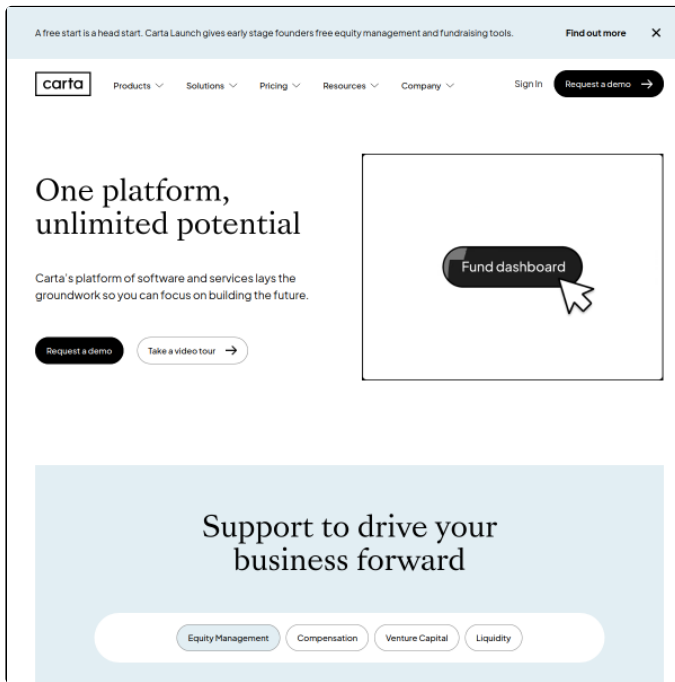 A free start is a head start. Carta Launch gives early stage founders free equity management and fundraising tools. Find out more
carta Products Solutions Pricing Resources Company Sign In Request a demo
One platform,
unlimited potential
Carta's platform of software and services lays the
groundwork so you can focus on building the future.
Request a demo Take a video tour
Fund dashboard
Support to drive your
business forward
Equity Management Compensation Venture Capital Liquidity